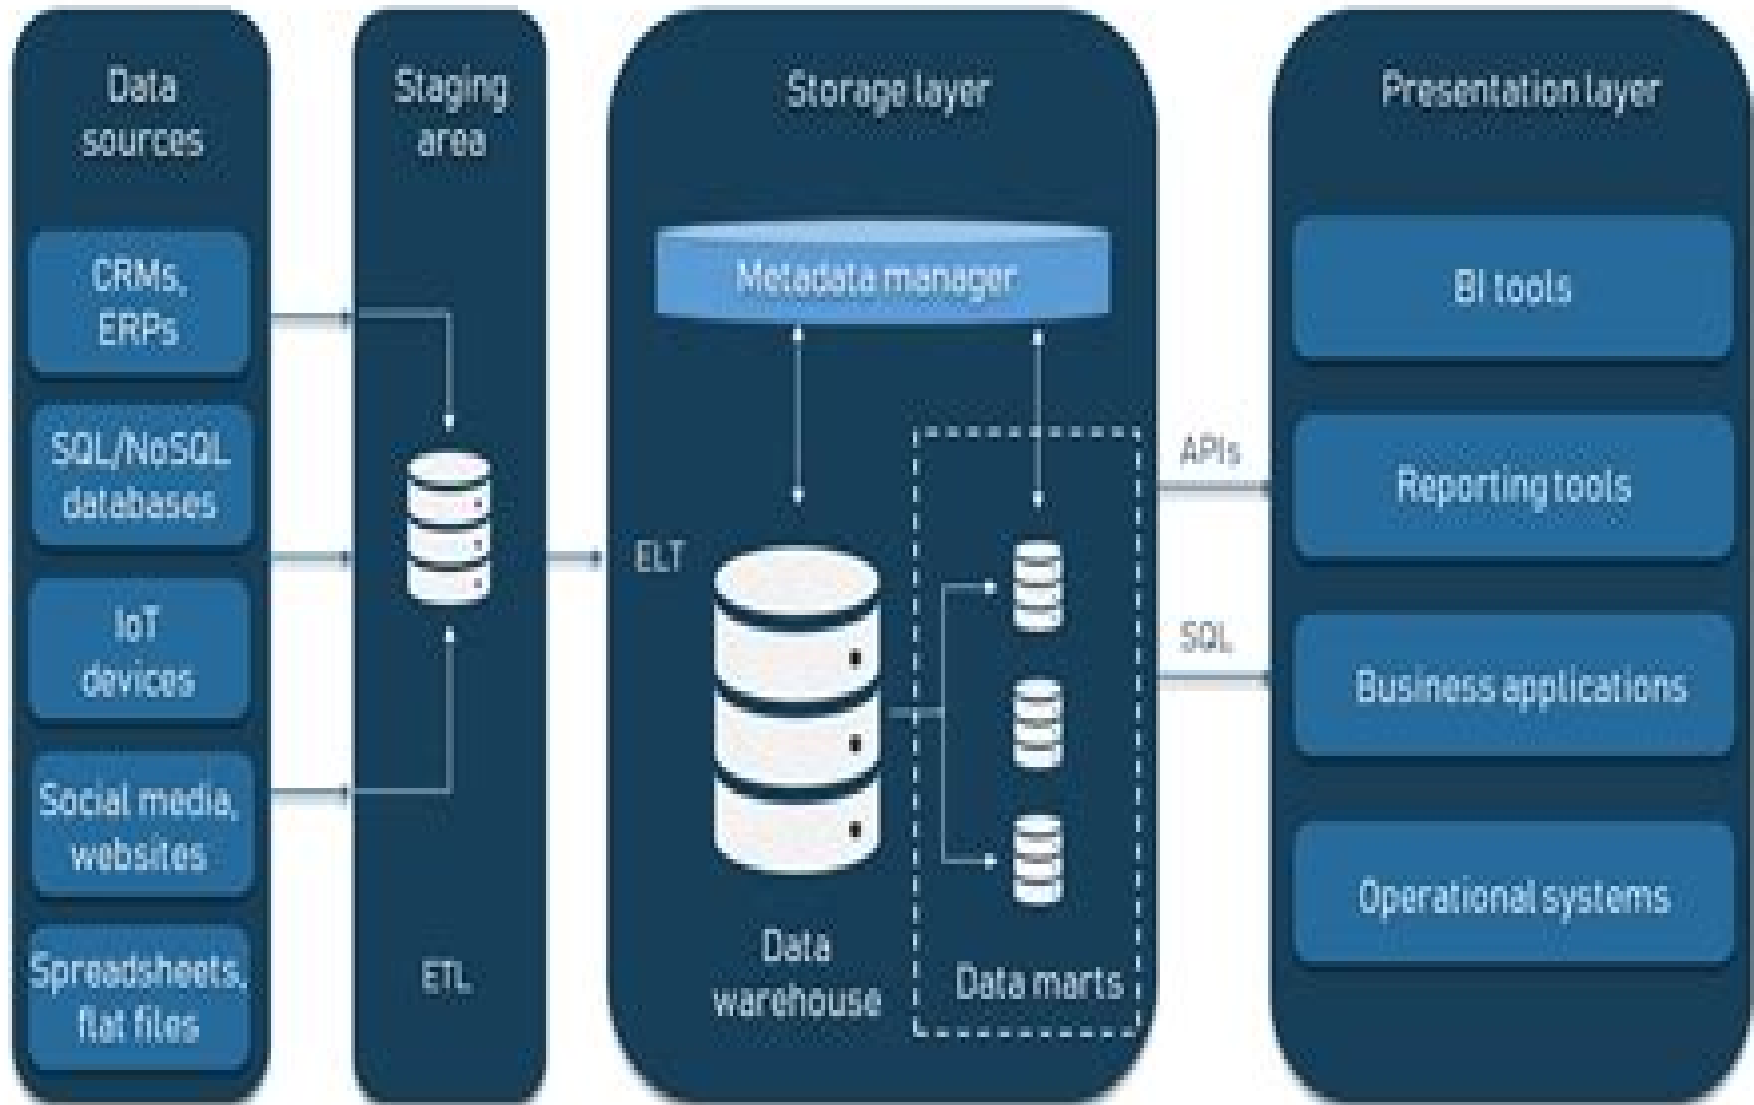 Data
sources
CRMs,
ERPs
SQL/NoSQL
databases
IoT
devices
Social media,
websites
Spreadsheets,
flat files
Staging
area
ETL
Storage layer
Metadata manager
ELT
Data
warehouse
Data marts
APIs
SQL
Presentation layer
BI tools
Reporting tools
Business applications
Operational systems